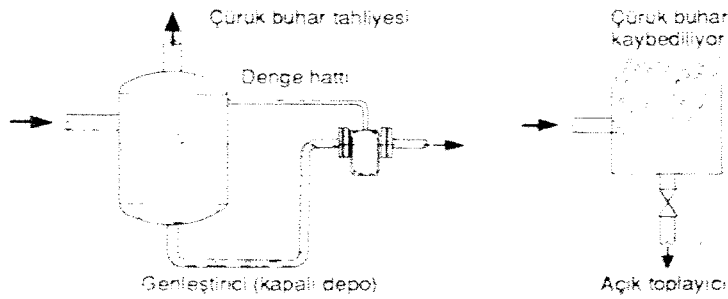 Çürük buhar tahliyesi
Denge hattı
Genleştirici (kapalı depo)
Çürük buhar
kaybediliyor
Açık toplayıcı